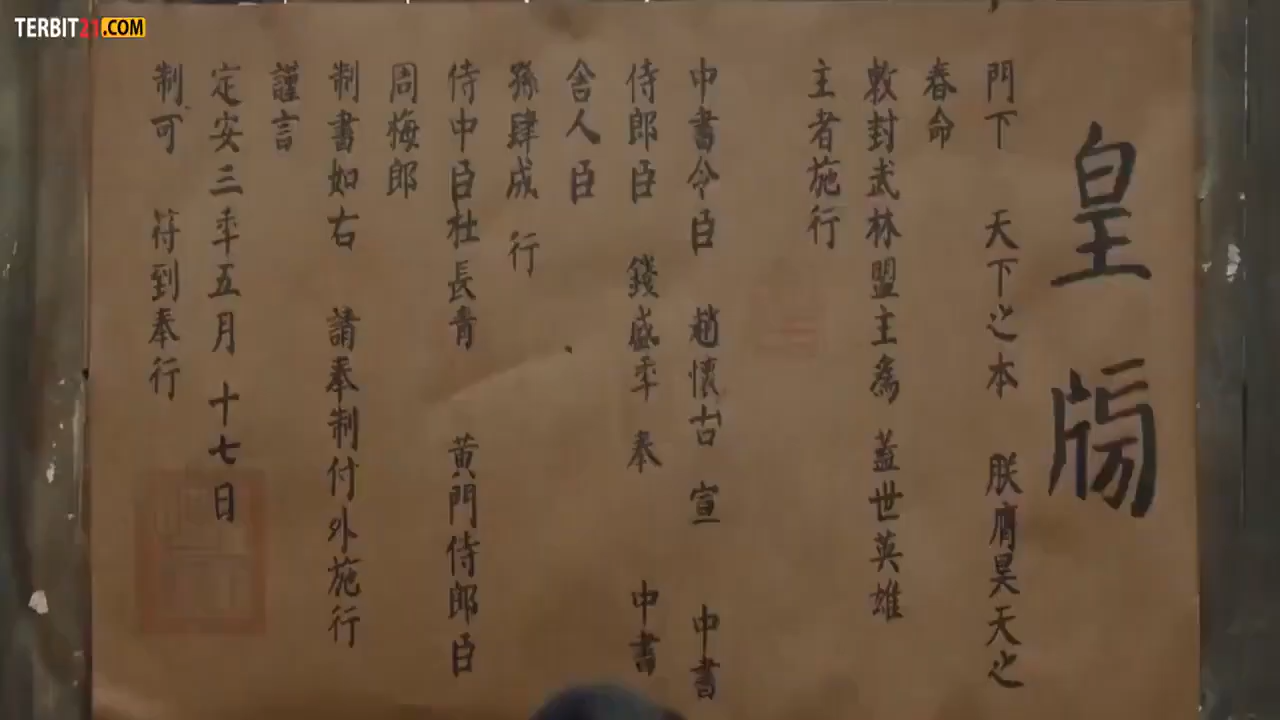 TERBIT21.COM
皇牓
門下 天下之本 朕膺昊天之
春命
敕封武林盟主爲 蓋世英雄
主者施行
中書令臣 趙懷古 宣 中書
侍郎臣 錢盛年 奉 中書
舍人臣
孫肆成 行
侍中臣杜長青 黄門侍郎臣
周梅郎
制書如右 請奉制付外施行
謹言
定安三年五月 十七日
制可 符到奉行